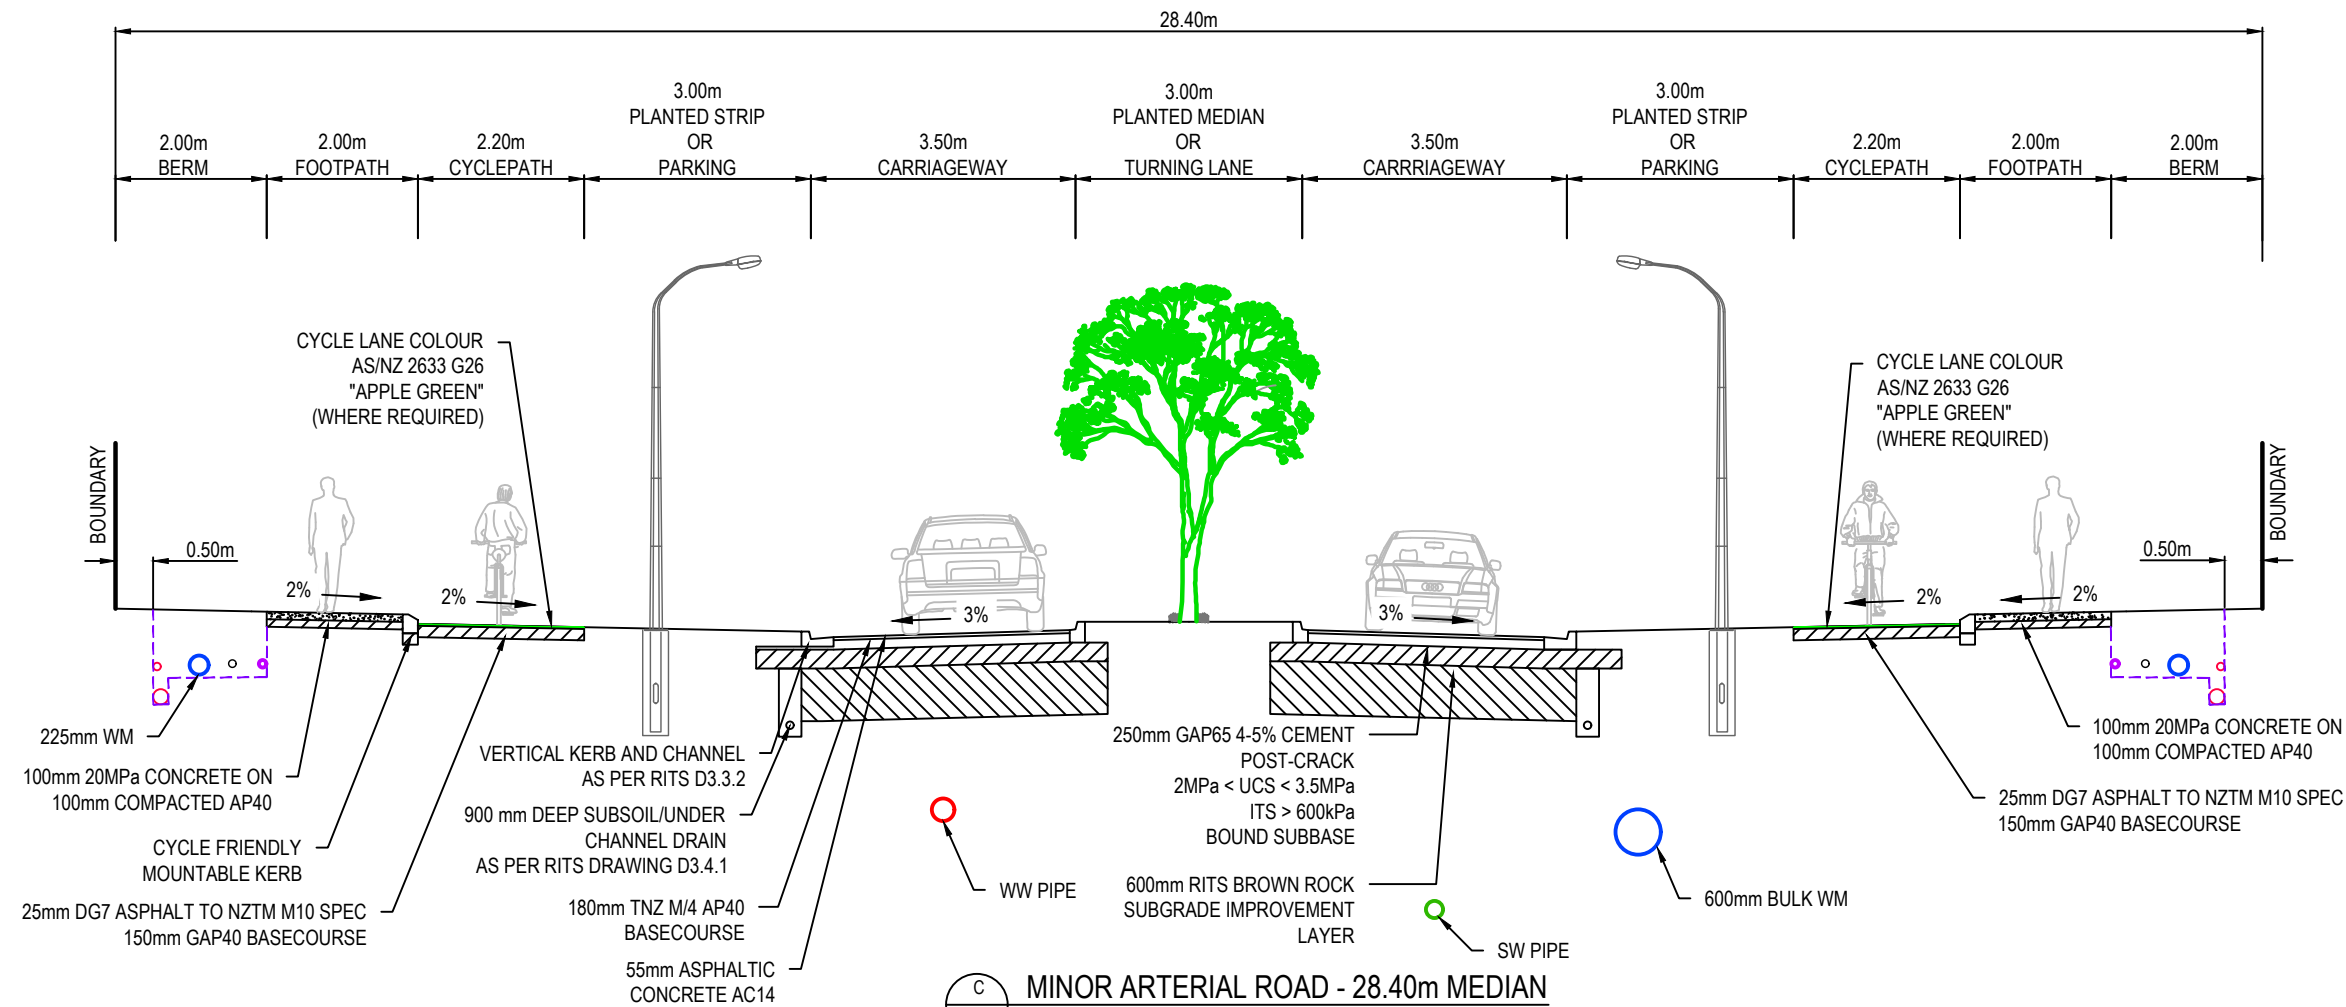 28.40m
2.00m
BERM
2.00m
FOOTPATH
2.20m
CYCLEPATH
3.00m
PLANTED STRIP
OR
PARKING
3.50m
CARRIAGEWAY
3.00m
PLANTED MEDIAN
OR
TURNING LANE
3.50m
CARRRIAGEWAY
3.00m
PLANTED STRIP
OR
PARKING
2.20m
CYCLEPATH
2.00m
FOOTPATH
2.00m
BERM
CYCLE LANE COLOUR
AS/NZ 2633 G26
"APPLE GREEN"
(WHERE REQUIRED)
CYCLE LANE COLOUR
AS/NZ 2633 G26
"APPLE GREEN"
(WHERE REQUIRED)
BOUNDARY
BOUNDARY
0.50m
0.50m
2%
2%
3%
3%
2%
2%
225mm WM
100mm 20MPa CONCRETE ON
100mm COMPACTED AP40
CYCLE FRIENDLY
MOUNTABLE KERB
25mm DG7 ASPHALT TO NZTM M10 SPEC
150mm GAP40 BASECOURSE
VERTICAL KERB AND CHANNEL
AS PER RITS D3.3.2
900 mm DEEP SUBSOIL/UNDER
CHANNEL DRAIN
AS PER RITS DRAWING D3.4.1
180mm TNZ M/4 AP40
BASECOURSE
55mm ASPHALTIC
CONCRETE AC14
WW PIPE
250mm GAP65 4-5% CEMENT
POST-CRACK
2MPa < UCS < 3.5MPa
ITS > 600kPa
BOUND SUBBASE
600mm RITS BROWN ROCK
SUBGRADE IMPROVEMENT
LAYER
SW PIPE
600mm BULK WM
100mm 20MPa CONCRETE ON
100mm COMPACTED AP40
25mm DG7 ASPHALT TO NZTM M10 SPEC
150mm GAP40 BASECOURSE
C
MINOR ARTERIAL ROAD - 28.40m MEDIAN